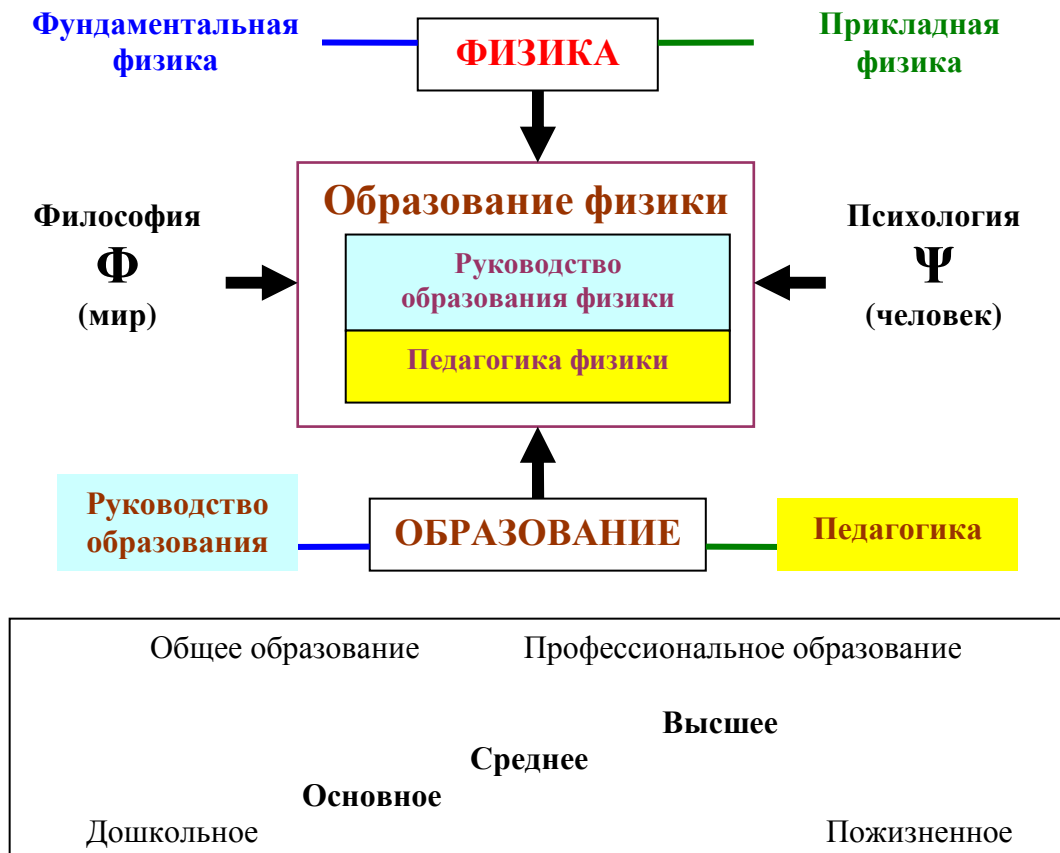 Фундаментальная
физика
ФИЗИКА
Прикладная
физика
Образование физики
Философия
Ф
(мир)
Руководство
образования физики
Педагогика физики
Психология
Ψ
(человек)
Руководство
образования
ОБРАЗОВАНИЕ
Педагогика
Общее образование Профессиональное образование
Высшее
Среднее
Основное
Дошкольное Пожизненное